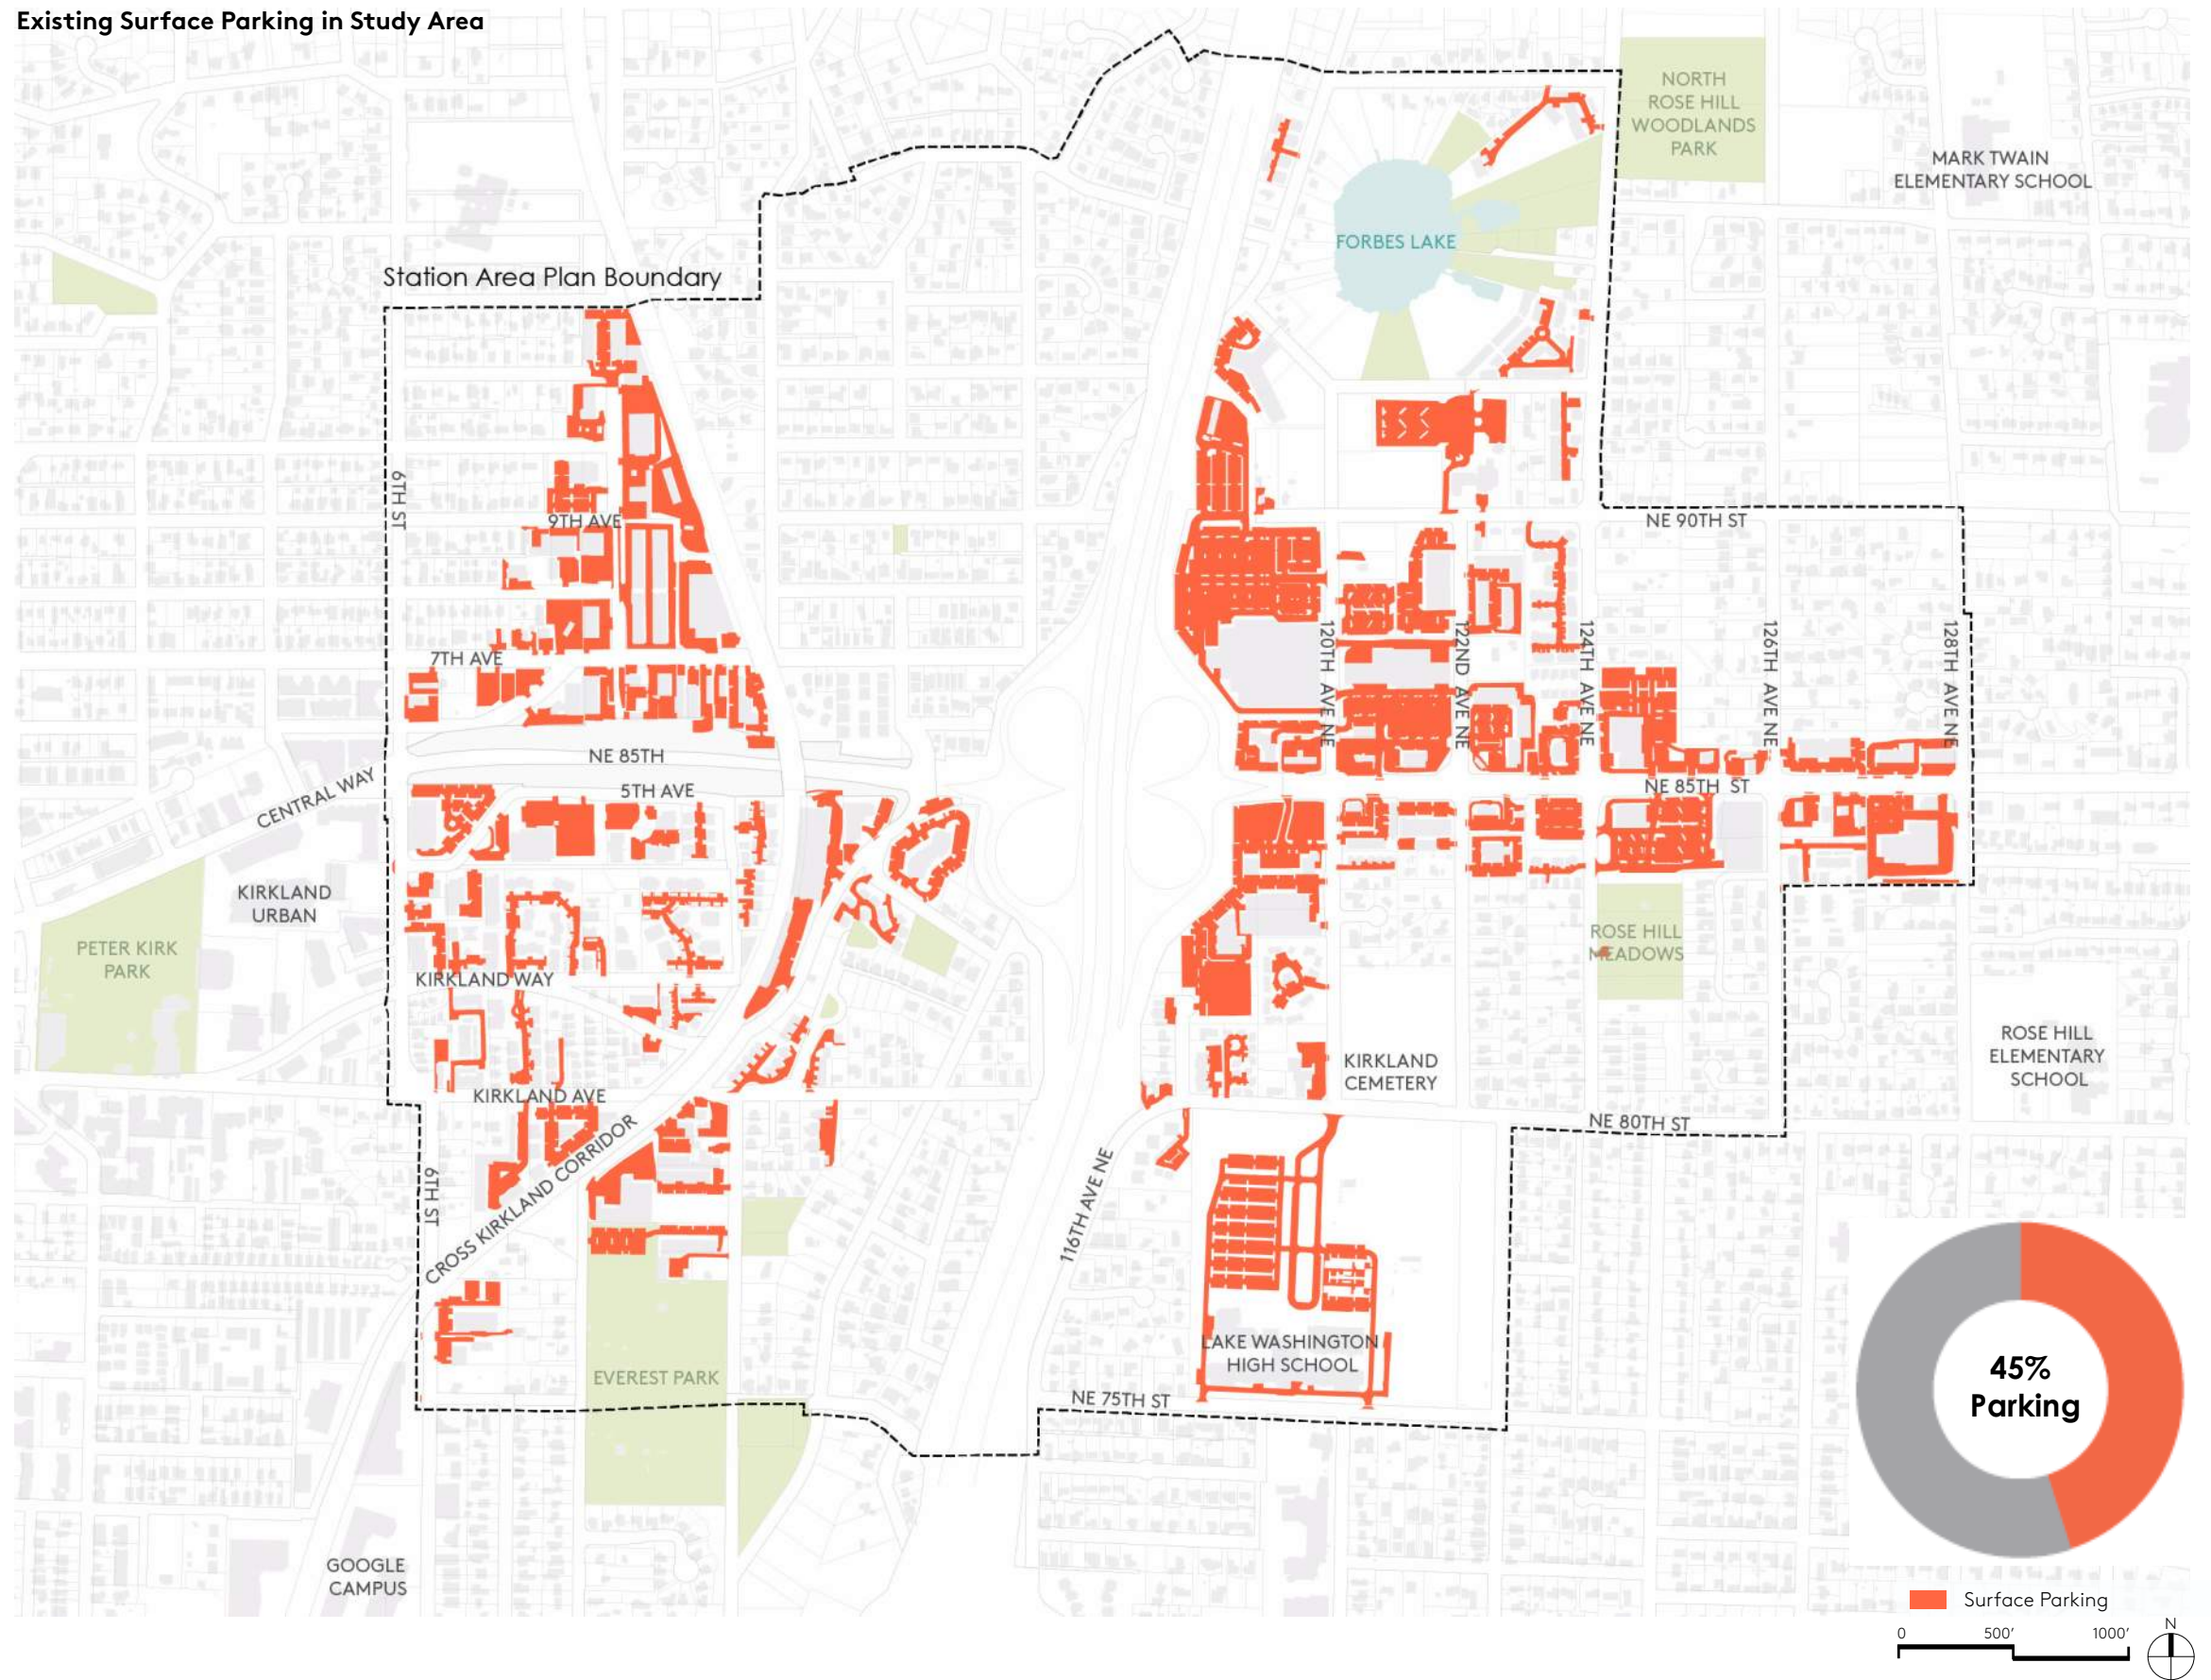 Existing Surface Parking in Study Area
NORTH
ROSE HILL
WOODLANDS
PARK
MARK TWAIN
ELEMENTARY SCHOOL
FORBES LAKE
Station Area Plan Boundary
6TH ST
9TH AVE
NE 90TH ST
7TH AVE
120TH AVE NE
122ND AVE NE
124TH AVE NE
126TH AVE NE
128TH AVE NE
NE 85TH
CENTRAL WAY
5TH AVE
NE 85TH ST
KIRKLAND
URBAN
PETER KIRK
PARK
ROSE HILL
MEADOWS
KIRKLAND WAY
KIRKLAND
CEMETERY
ROSE HILL
ELEMENTARY
SCHOOL
KIRKLAND AVE
NE 80TH ST
6TH ST
CROSS KIRKLAND CORRIDOR
116TH AVE NE
LAKE WASHINGTON
HIGH SCHOOL
EVEREST PARK
NE 75TH ST
45%
Parking
GOOGLE
CAMPUS
Surface Parking
0 500' 1000'
N